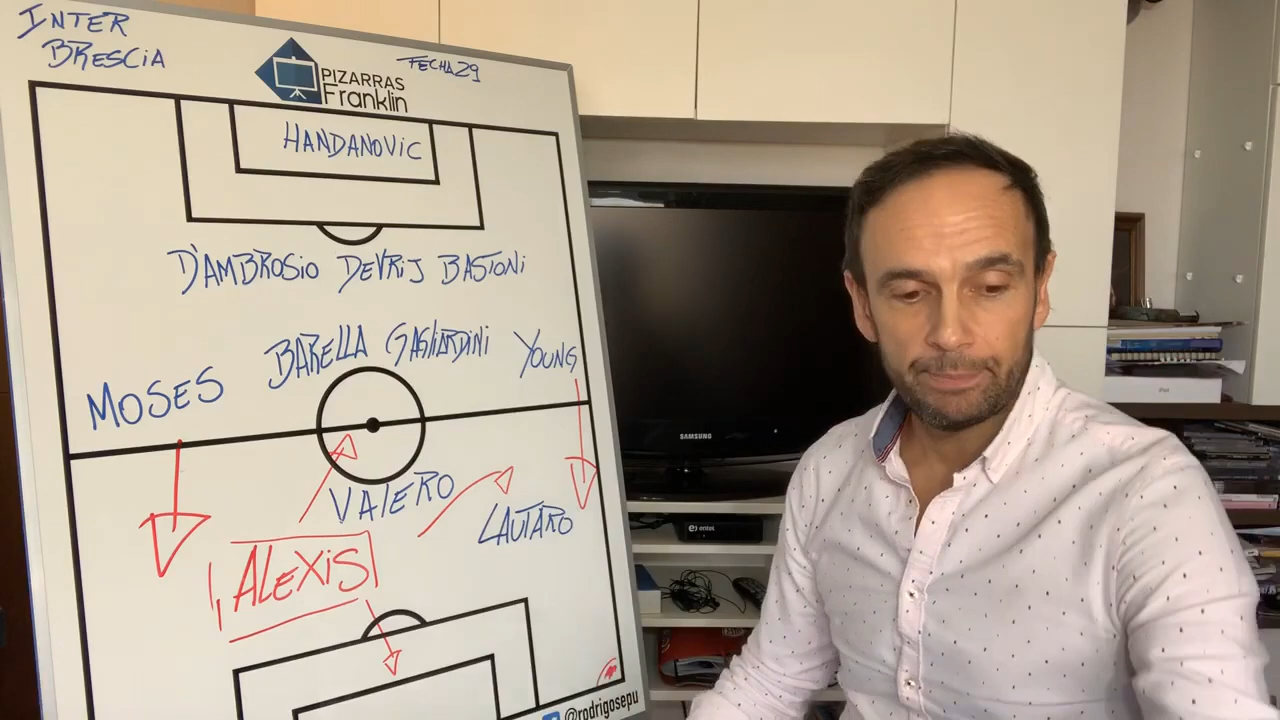 INTER
BRESCIA
FECHA 29
PIZARRAS
Franklin
HANDANOVIC
D'AMBROSIO DEVRIJ BASTONI
MOSES BARELLA GAGLIARDINI YOUNG
VALERO
LAUTARO
ALEXIS
@rodrigosepu
SAMSUNG
entel